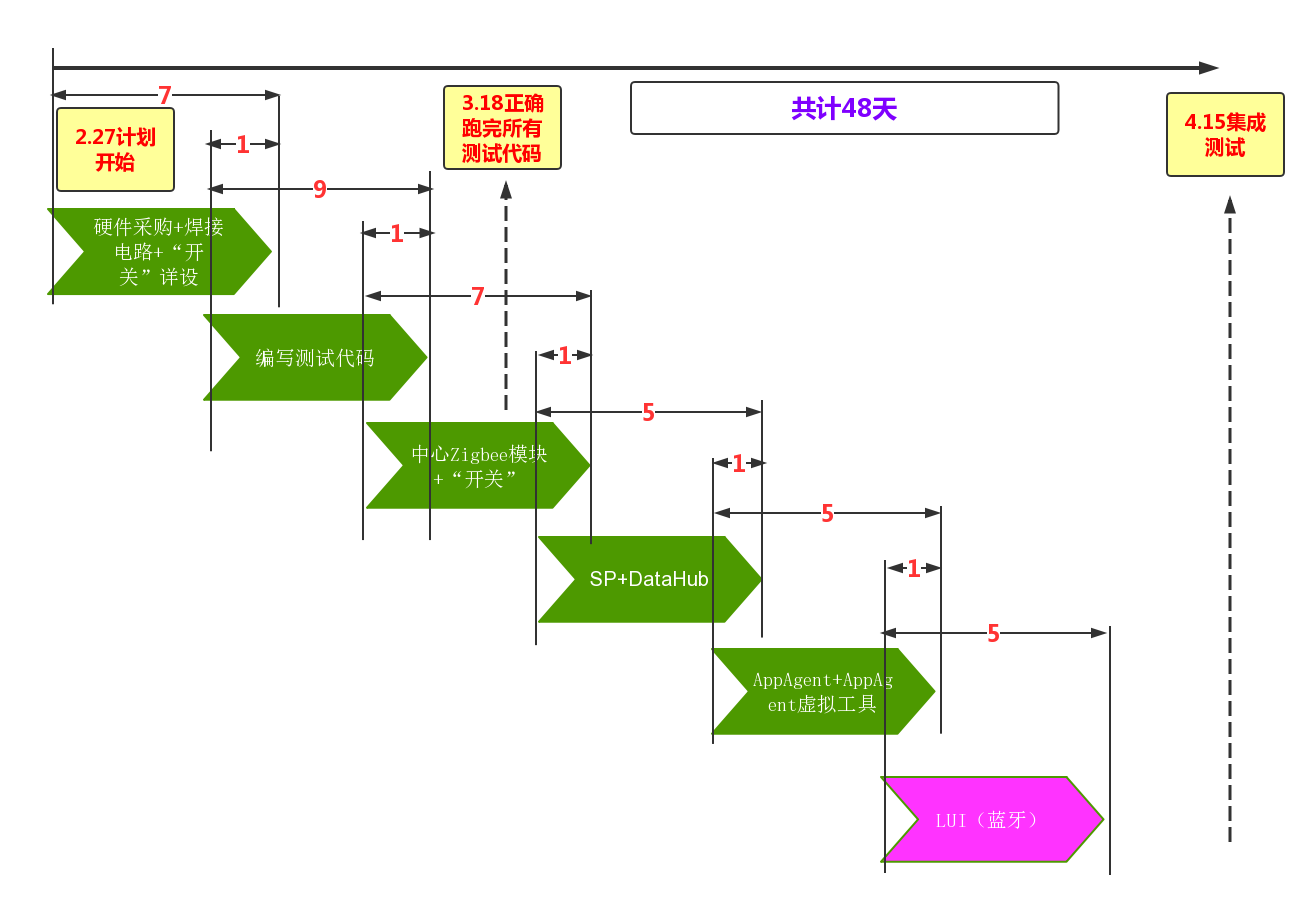 7
2.27计划
开始
3.18正确
跑完所有
测试代码
共计48天
4.15集成
测试
1
9
硬件采购+焊接
电路+“开
关”详设
1
7
编写测试代码
1
5
中心Zigbee模块
+“开关”
1
5
SP+DataHub
1
5
AppAgent+AppAg
ent虚拟工具
LUI（蓝牙）